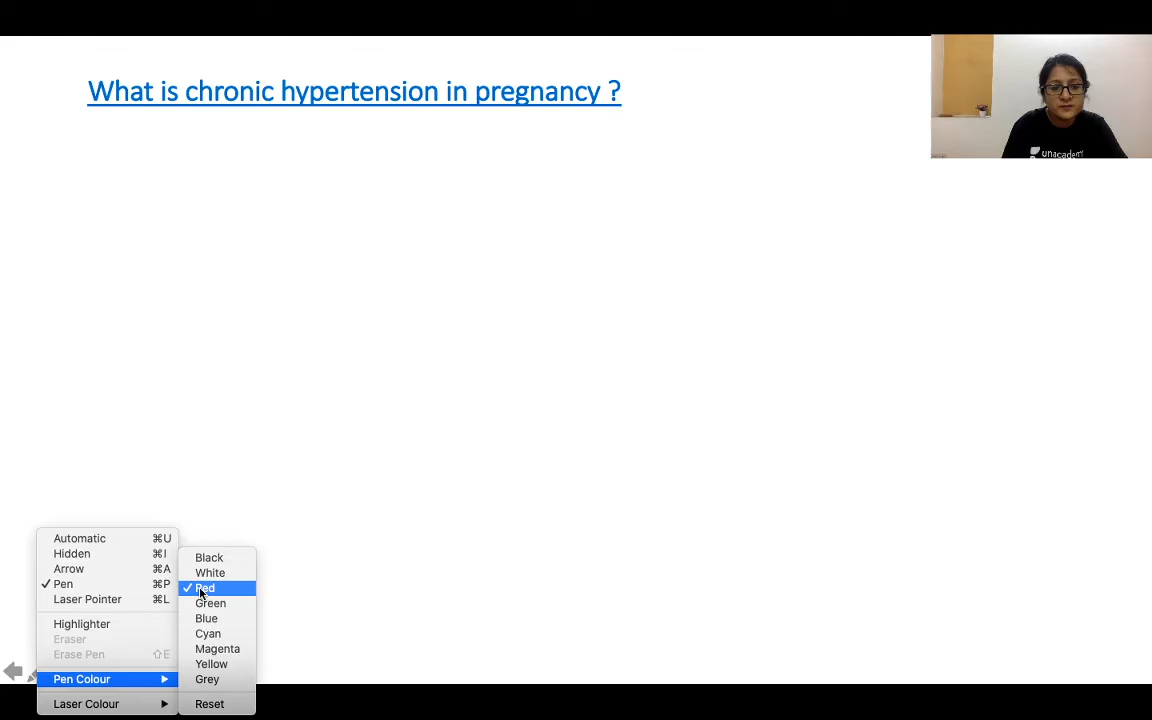 What is chronic hypertension in pregnancy ?
unacademy
Automatic ⌘U
Hidden ⌘I
Arrow ⌘A
✓ Pen ⌘P
Laser Pointer ⌘L
Highlighter
Eraser
Erase Pen ⇧E
Pen Colour ▶
Laser Colour ▶
Black
White
✓ Red
Green
Blue
Cyan
Magenta
Yellow
Grey
Reset